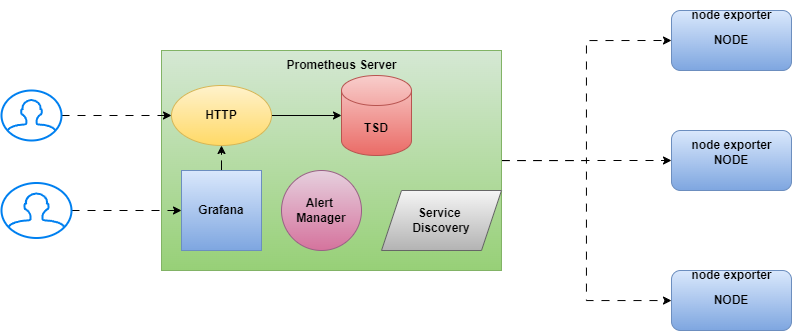 node exporter
NODE
Prometheus Server
HTTP
TSD
node exporter
NODE
Grafana
Alert
Manager
Service
Discovery
node exporter
NODE